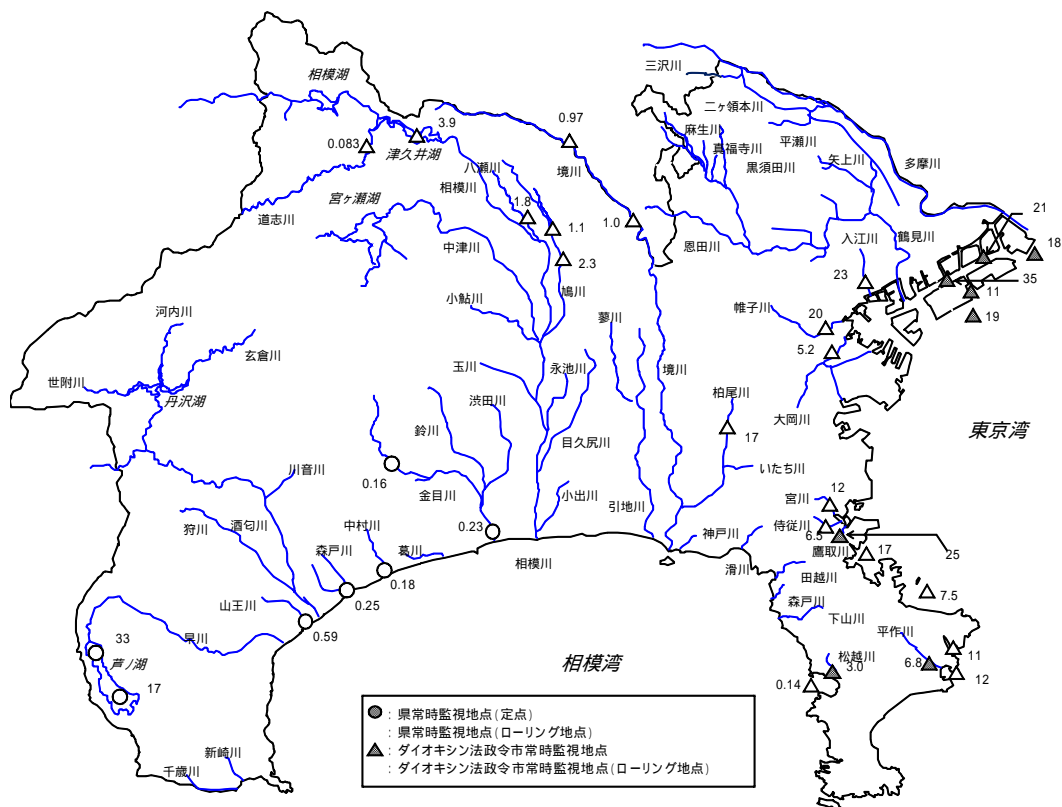 三沢川
相模湖
二ヶ領本川
0.97
3.9
麻生川
平瀬川
0.083
津久井湖
真福寺川
矢上川
多摩川
八瀬川
境川
黒須田川
相模川
宮ヶ瀬湖
21
1.8
道志川
1.0
1.1
入江川
鶴見川
18
中津川
恩田川
2.3
23
35
鳩川
11
小鮎川
河内川
帷子川
19
蓼川
20
玄倉川
5.2
玉川
永池川
境川
世附川
柏尾川
丹沢湖
渋田川
大岡川
東京湾
鈴川
17
目久尻川
0.16
いたち川
川音川
金目川
小出川
12
宮川
狩川
酒匂川
中村川
0.23
引地川
侍従川
神戸川
6.5
森戸川
葛川
鷹取川
25
相模川
17
滑川
0.18
田越川
山王川
0.25
森戸川
7.5
0.59
下山川
平作川
33
早川
芦ノ湖
相模湾
松越川
11
6.8
3.0
17
0.14
12
● : 県常時監視地点(定点)
: 県常時監視地点(ローリング地点)
▲ : ダイオキシン法政令市常時監視地点
: ダイオキシン法政令市常時監視地点(ローリング地点)
新崎川
千歳川